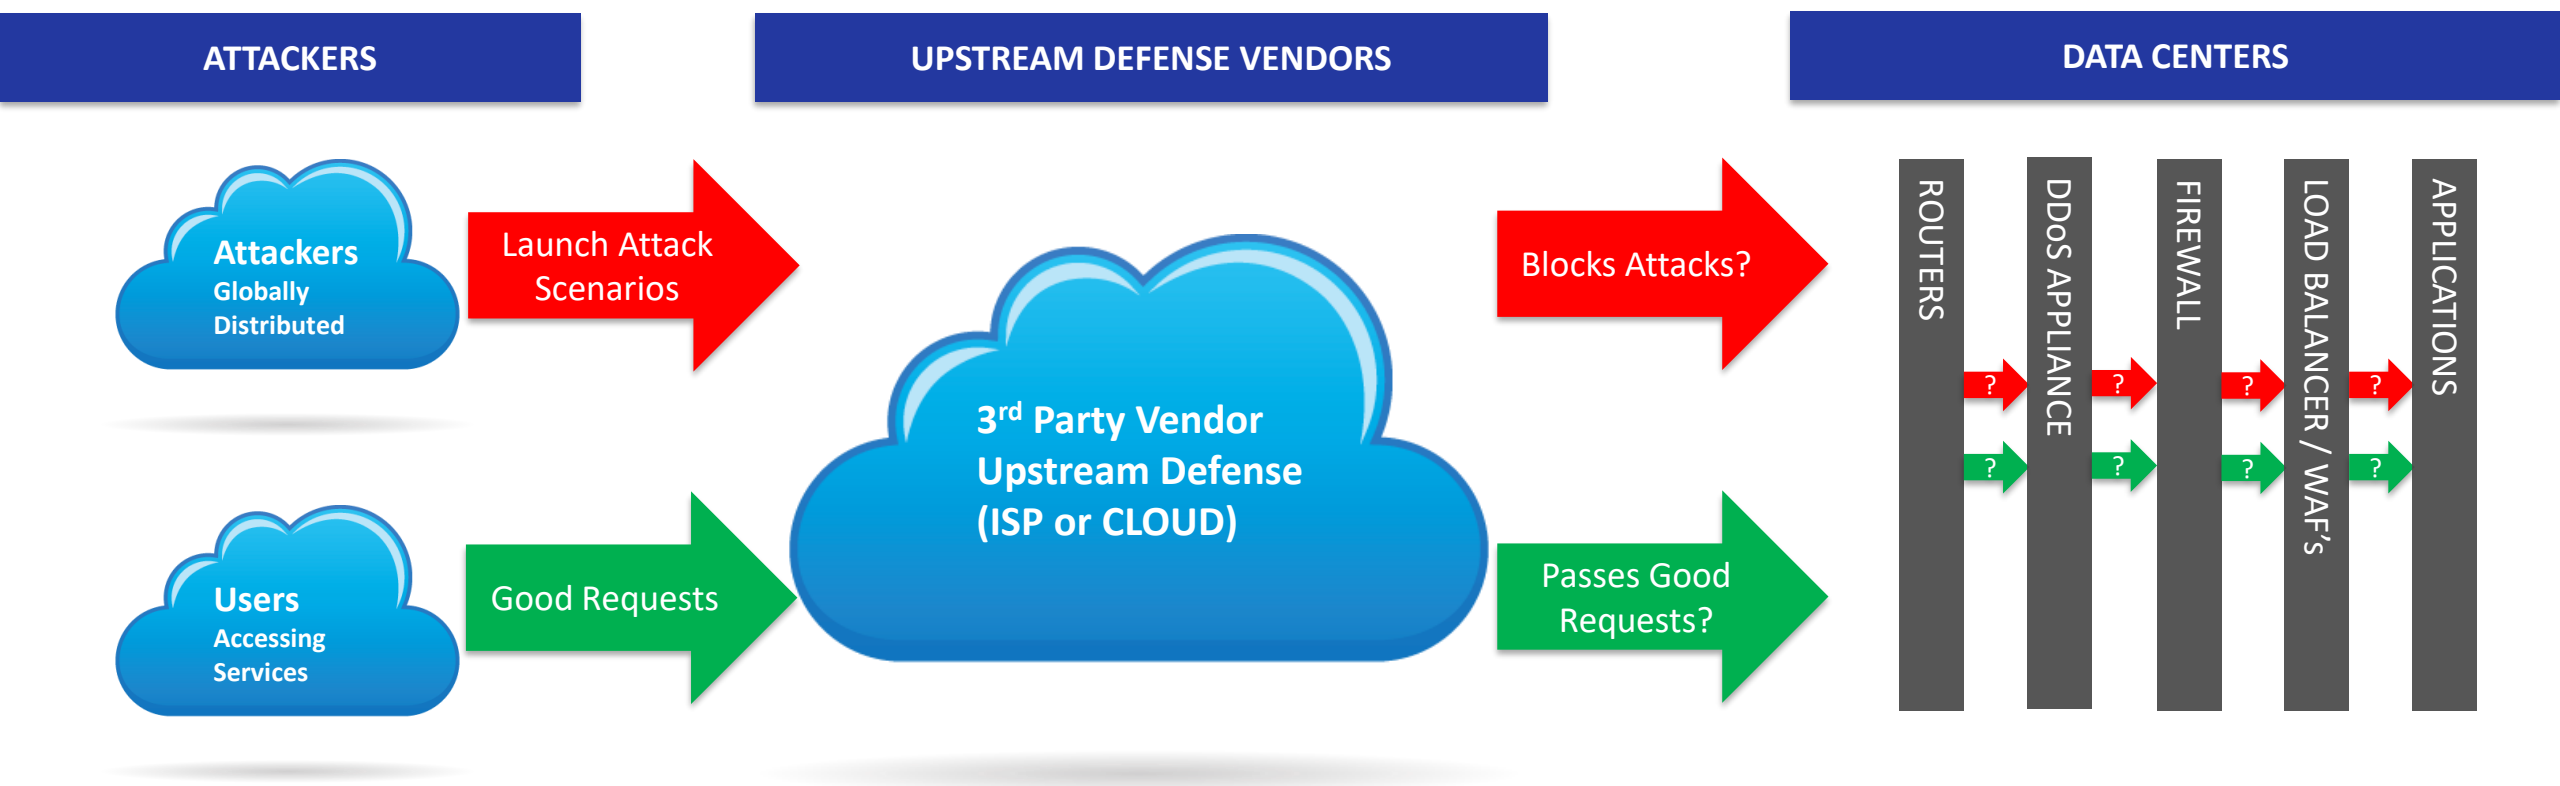 ATTACKERS
UPSTREAM DEFENSE VENDORS
DATA CENTERS
Attackers
Globally
Distributed
Launch Attack
Scenarios
Users
Accessing
Services
Good Requests
3rd Party Vendor
Upstream Defense
(ISP or CLOUD)
Blocks Attacks?
Passes Good
Requests?
ROUTERS
DDoS APPLIANCE
FIREWALL
LOAD BALANCER / WAF's
APPLICATIONS
? ? ? ?
? ? ? ?